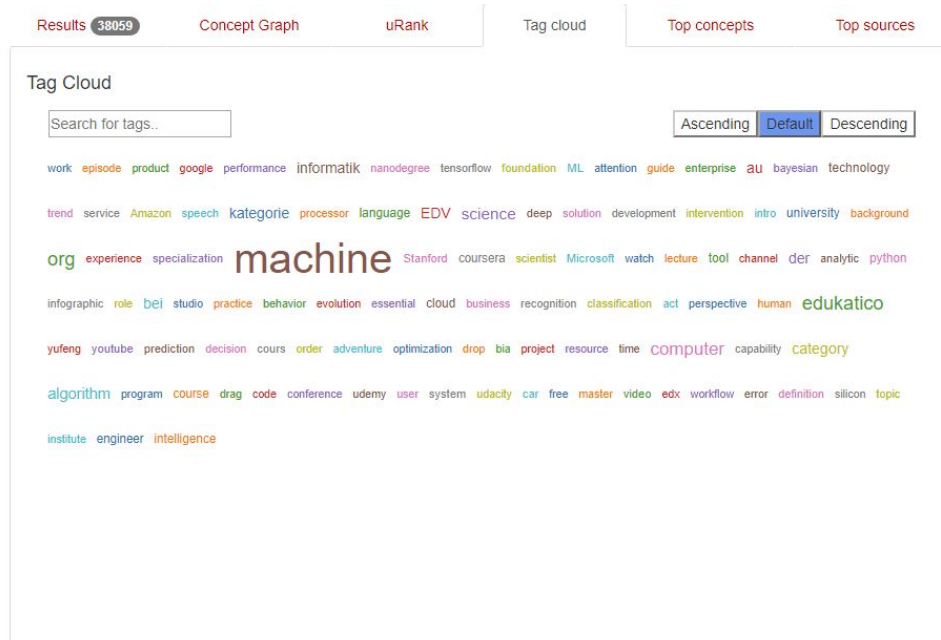 Results 38059 Concept Graph uRank Tag cloud Top concepts Top sources
Tag Cloud
Search for tags.. Ascending Default Descending
work episode product google performance informatik nanodegree tensorflow foundation ML attention guide enterprise au bayesian technology
trend service Amazon speech kategorie processor language EDV science deep solution development intervention intro university background
org experience specialization machine Stanford coursera scientist Microsoft watch lecture tool channel der analytic python
infographic role bei studio practice behavior evolution essential cloud business recognition classification act perspective human edukatico
yufeng youtube prediction decision cours order adventure optimization drop bia project resource time computer capability category
algorithm program course drag code conference udemy user system udacity car free master video edx workflow error definition silicon topic
institute engineer intelligence